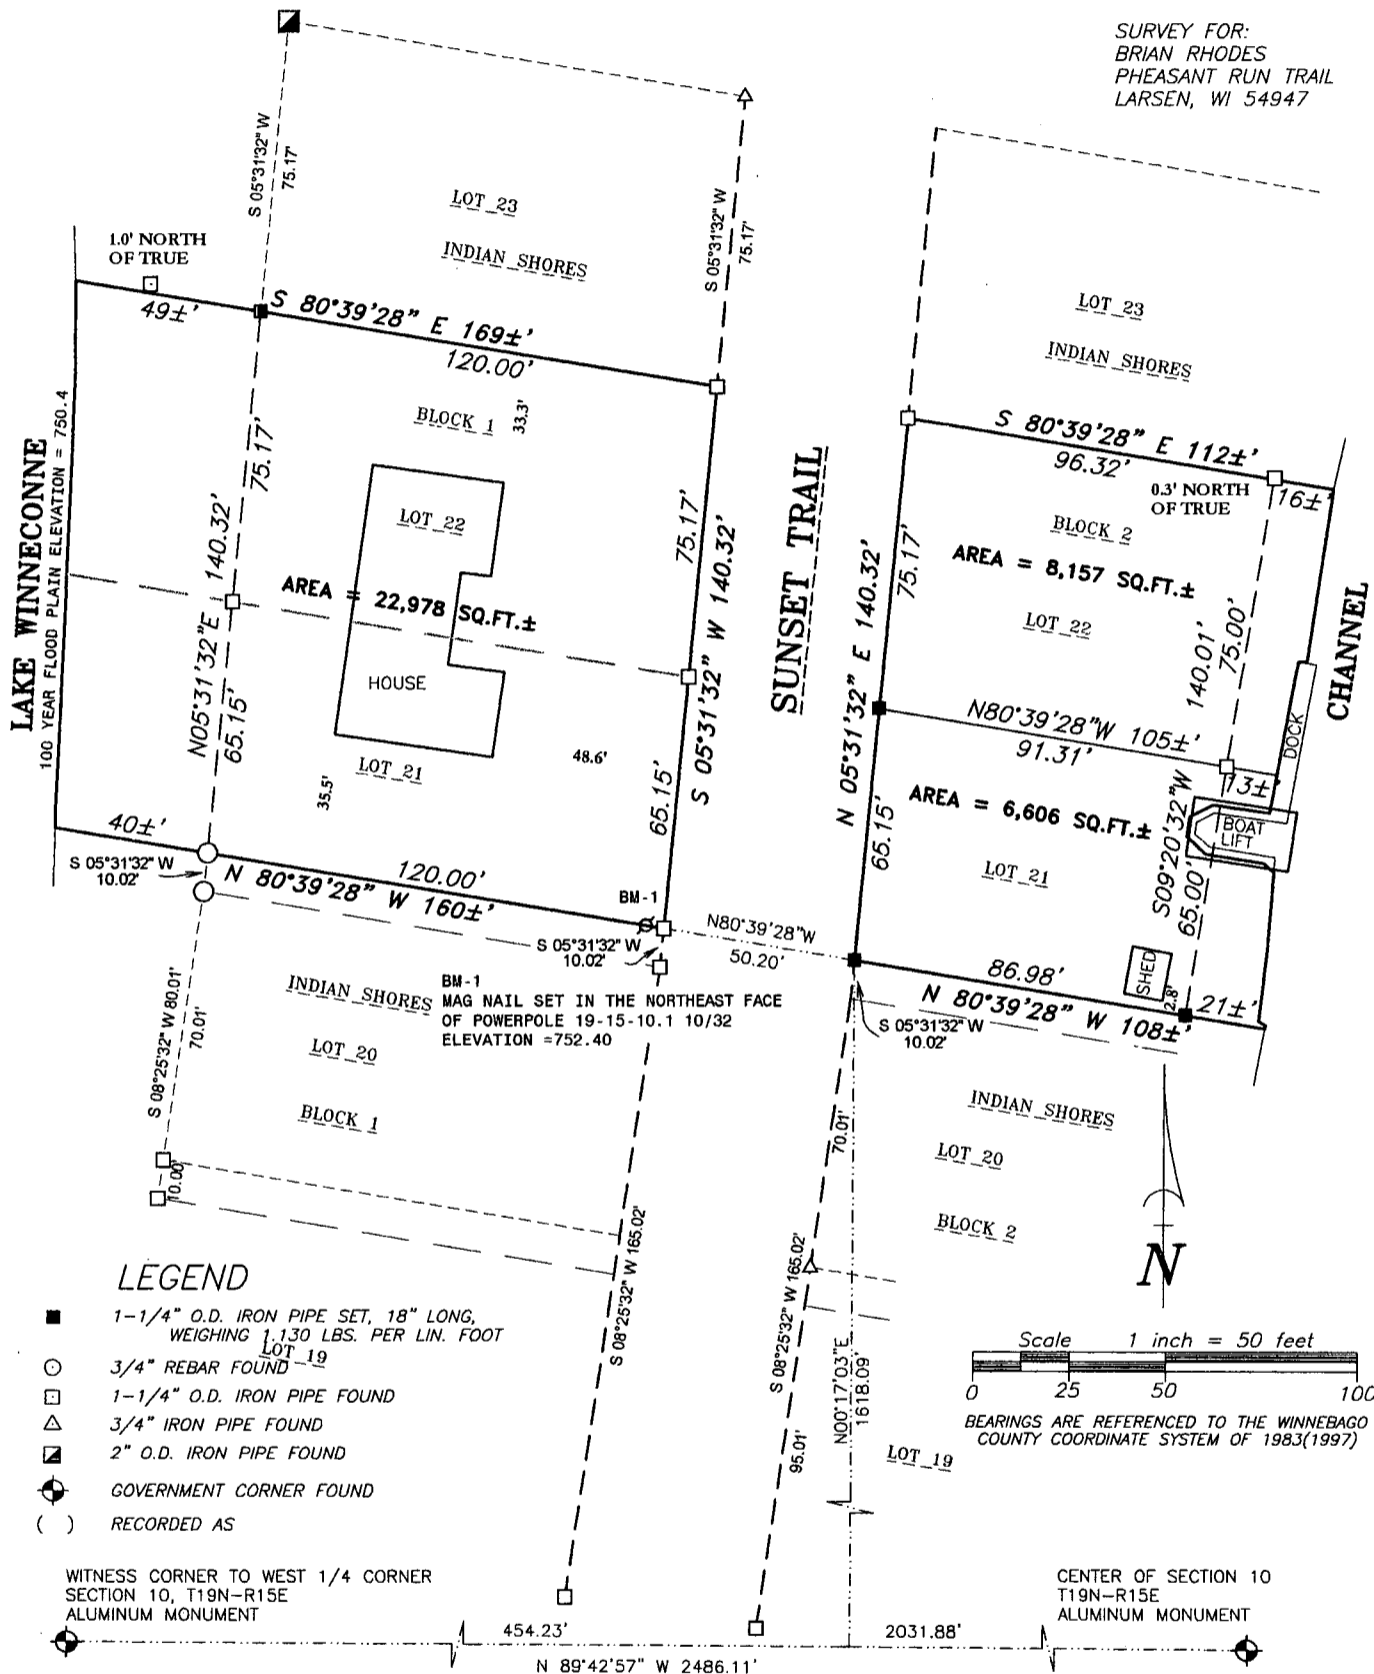 SURVEY FOR:
BRIAN RHODES
PHEASANT RUN TRAIL
LARSEN, WI 54947
S 05°31'32" W
75.17'
LOT 23
INDIAN SHORES
S 05°31'32" W
75.17'
1.0' NORTH
OF TRUE
49±'
S 80°39'28" E 169±'
120.00'
LOT 23
INDIAN SHORES
S 80°39'28" E 112±'
96.32'
0.3' NORTH
OF TRUE
16±'
LAKE WINNECONNE
100 YEAR FLOOD PLAIN ELEVATION = 750.4
BLOCK 1
33.3'
75.17'
N05°31'32"E 140.32'
65.15'
LOT 22
AREA = 22,978 SQ.FT.±
HOUSE
LOT 21
35.5'
48.6'
75.17'
S 05°31'32" W 140.32'
65.15'
SUNSET TRAIL
N 05°31'32" E 140.32'
75.17'
65.15'
BLOCK 2
AREA = 8,157 SQ.FT.±
LOT 22
140.01'
75.00'
CHANNEL
DOCK
N80°39'28"W 105±'
91.31'
13±'
AREA = 6,606 SQ.FT.±
BOAT
LIFT
LOT 21
S09°20'32"W
65.00'
SHED
2.8'
86.98'
N 80°39'28" W 108±'
21±'
40±'
S 05°31'32" W
10.02'
120.00'
N 80°39'28" W 160±'
BM-1
S 05°31'32" W
10.02'
N80°39'28"W
50.20'
S 05°31'32" W
10.02'
BM-1
MAG NAIL SET IN THE NORTHEAST FACE
OF POWERPOLE 19-15-10.1 10/32
ELEVATION =752.40
INDIAN SHORES
LOT 20
BLOCK 1
S 08°25'32" W 80.01'
70.01'
10.00'
S 08°25'32" W 165.02'
70.01'
S 08°25'32" W 165.02'
95.01'
N00°17'03"E
1618.09'
INDIAN SHORES
LOT 20
BLOCK 2
N
LEGEND
1-1/4" O.D. IRON PIPE SET, 18" LONG,
WEIGHING 1.130 LBS. PER LIN. FOOT
LOT 19
3/4" REBAR FOUND
1-1/4" O.D. IRON PIPE FOUND
3/4" IRON PIPE FOUND
2" O.D. IRON PIPE FOUND
GOVERNMENT CORNER FOUND
( ) RECORDED AS
Scale 1 inch = 50 feet
0 25 50 100
BEARINGS ARE REFERENCED TO THE WINNEBAGO
COUNTY COORDINATE SYSTEM OF 1983(1997)
LOT 19
WITNESS CORNER TO WEST 1/4 CORNER
SECTION 10, T19N-R15E
ALUMINUM MONUMENT
CENTER OF SECTION 10
T19N-R15E
ALUMINUM MONUMENT
454.23'
2031.88'
N 89°42'57" W 2486.11'